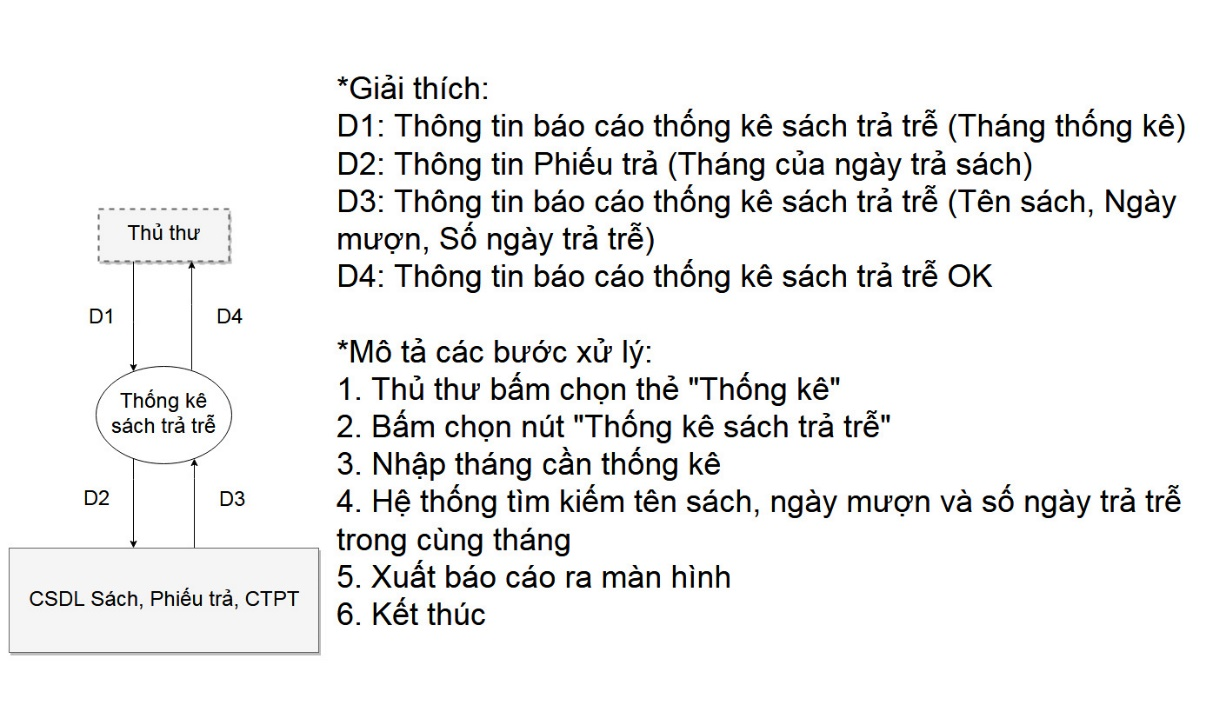 *Giải thích:
D1: Thông tin báo cáo thống kê sách trả trễ (Tháng thống kê)
D2: Thông tin Phiếu trả (Tháng của ngày trả sách)
D3: Thông tin báo cáo thống kê sách trả trễ (Tên sách, Ngày
mượn, Số ngày trả trễ)
D4: Thông tin báo cáo thống kê sách trả trễ OK
*Mô tả các bước xử lý:
1. Thủ thư bấm chọn thẻ "Thống kê"
2. Bấm chọn nút "Thống kê sách trả trễ"
3. Nhập tháng cần thống kê
4. Hệ thống tìm kiếm tên sách, ngày mượn và số ngày trả trễ
trong cùng tháng
5. Xuất báo cáo ra màn hình
6. Kết thúc
Thủ thư
D1
D4
Thống kê
sách trả trễ
D2
D3
CSDL Sách, Phiếu trả, CTPT